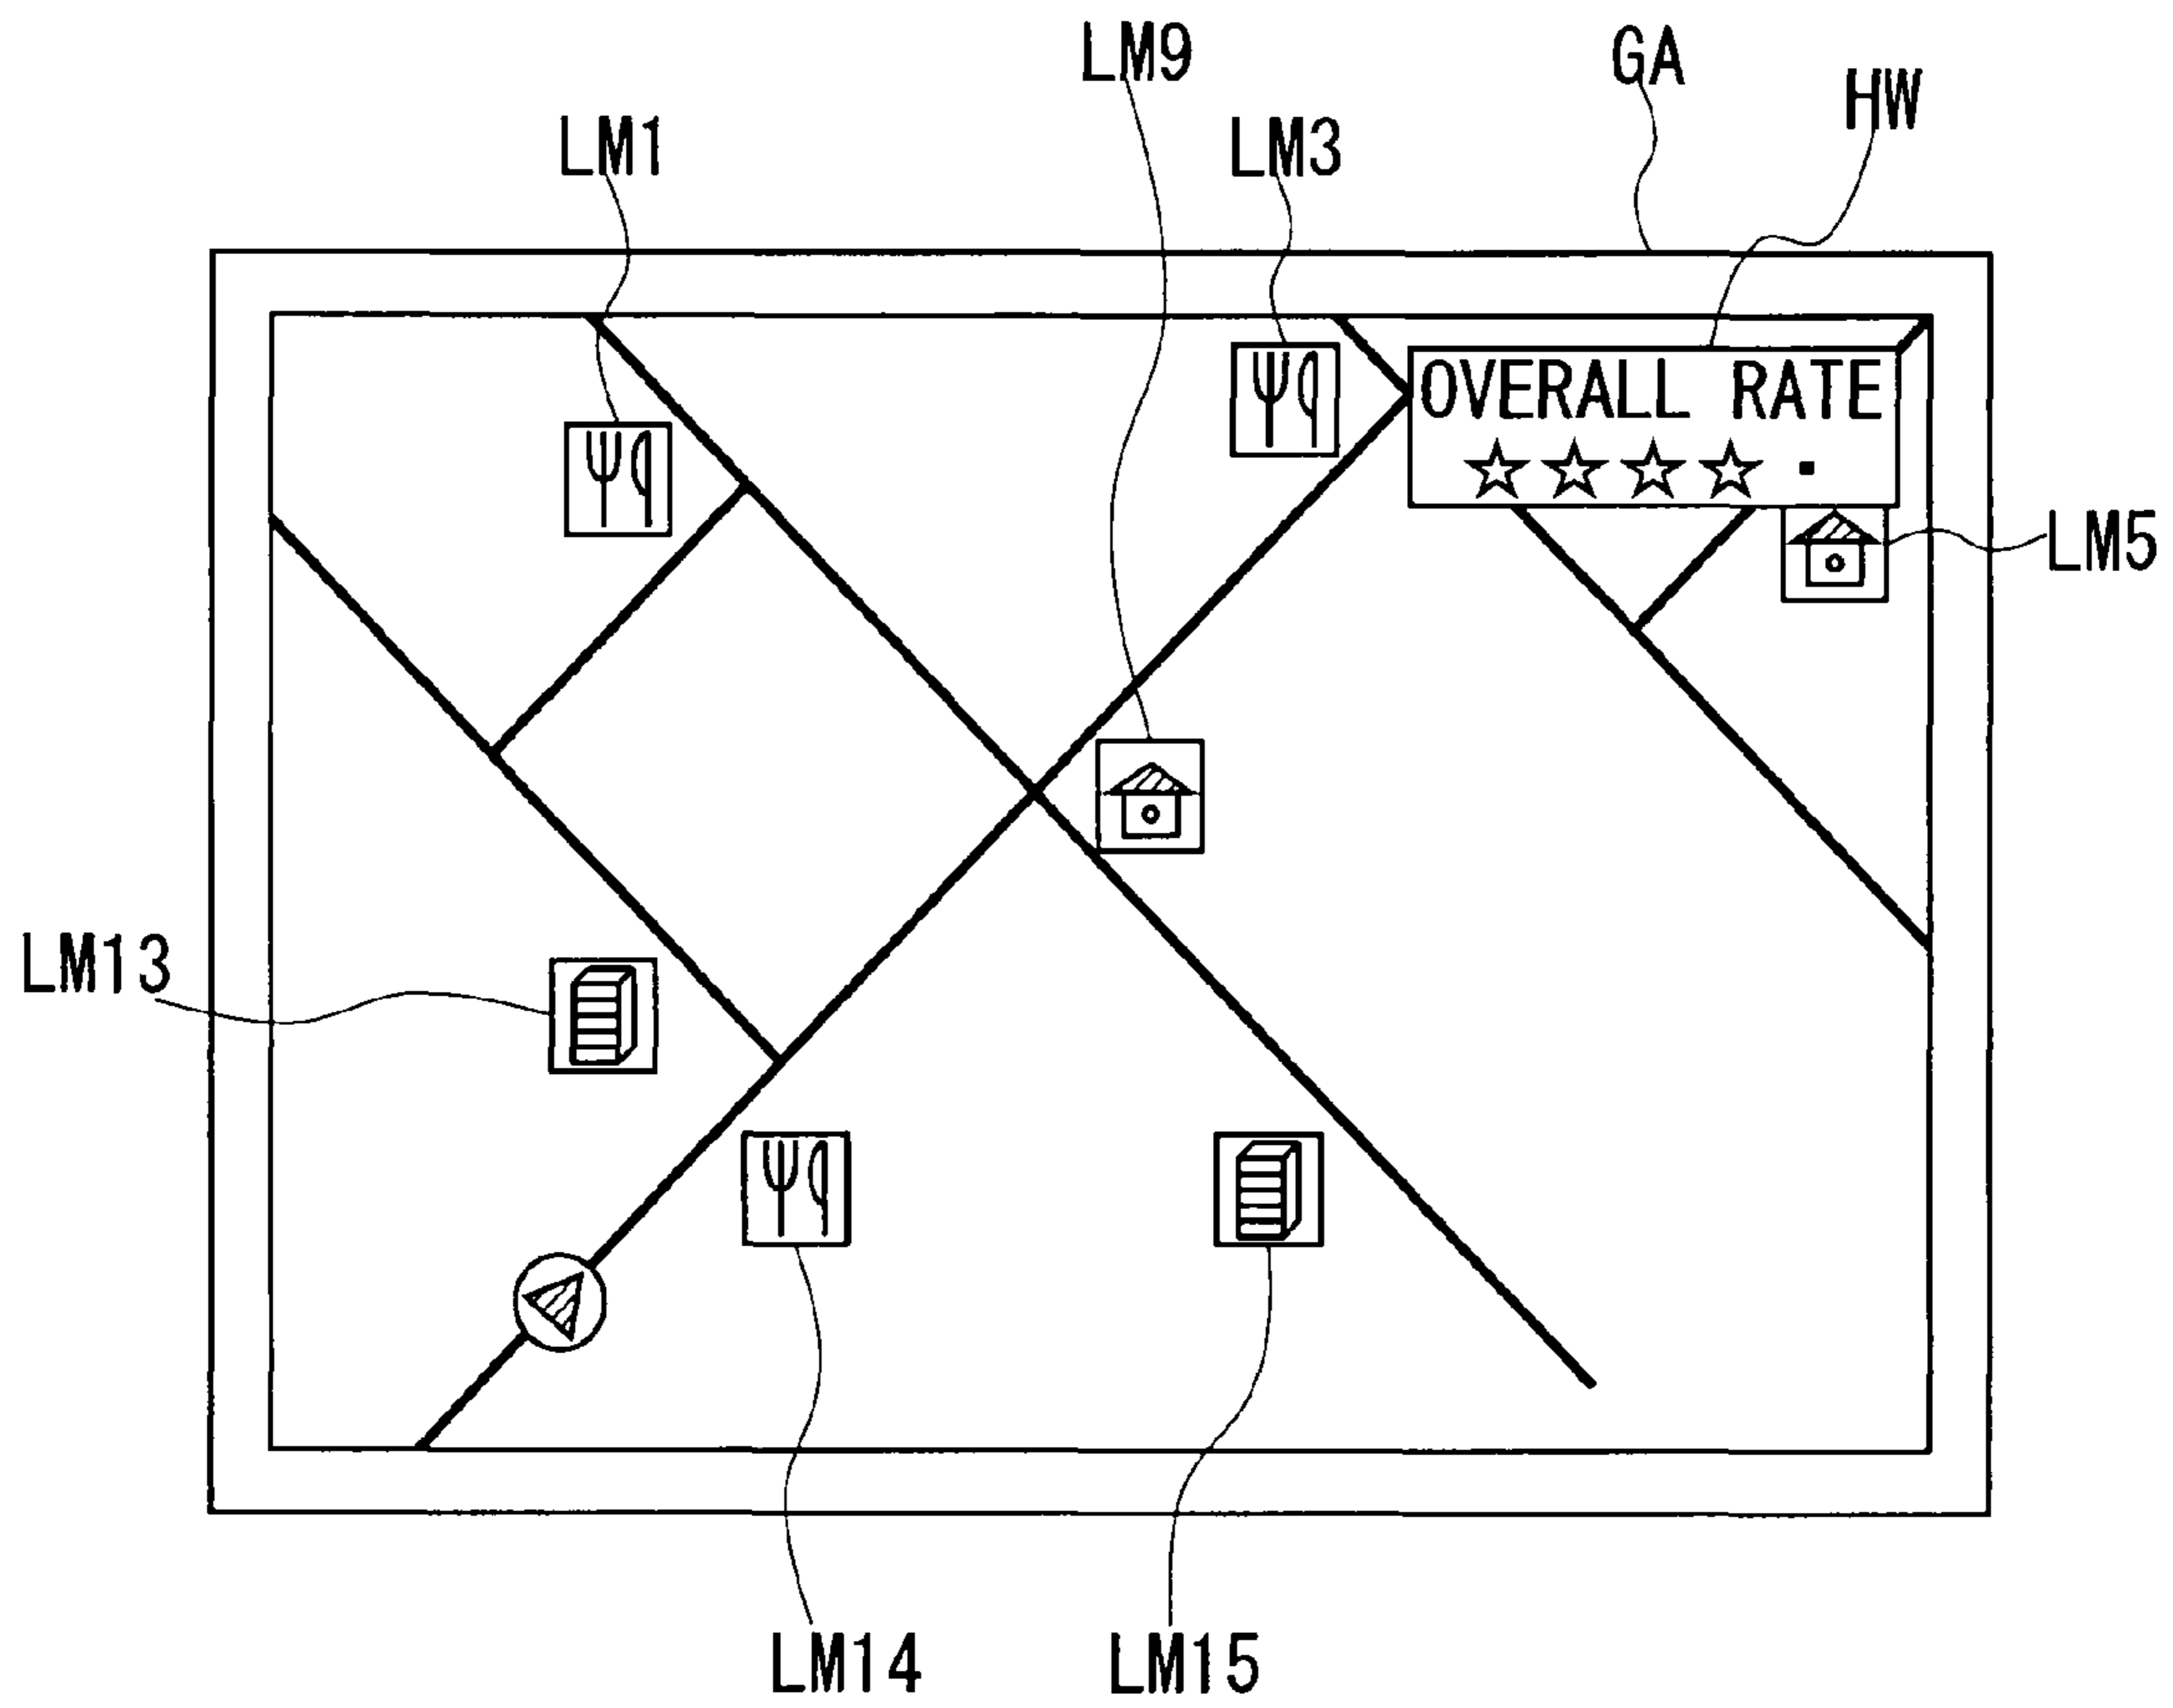 LM9
GA
HW
LM1
LM3
OVERALL RATE
☆☆☆☆・
LM5
LM13
LM14
LM15